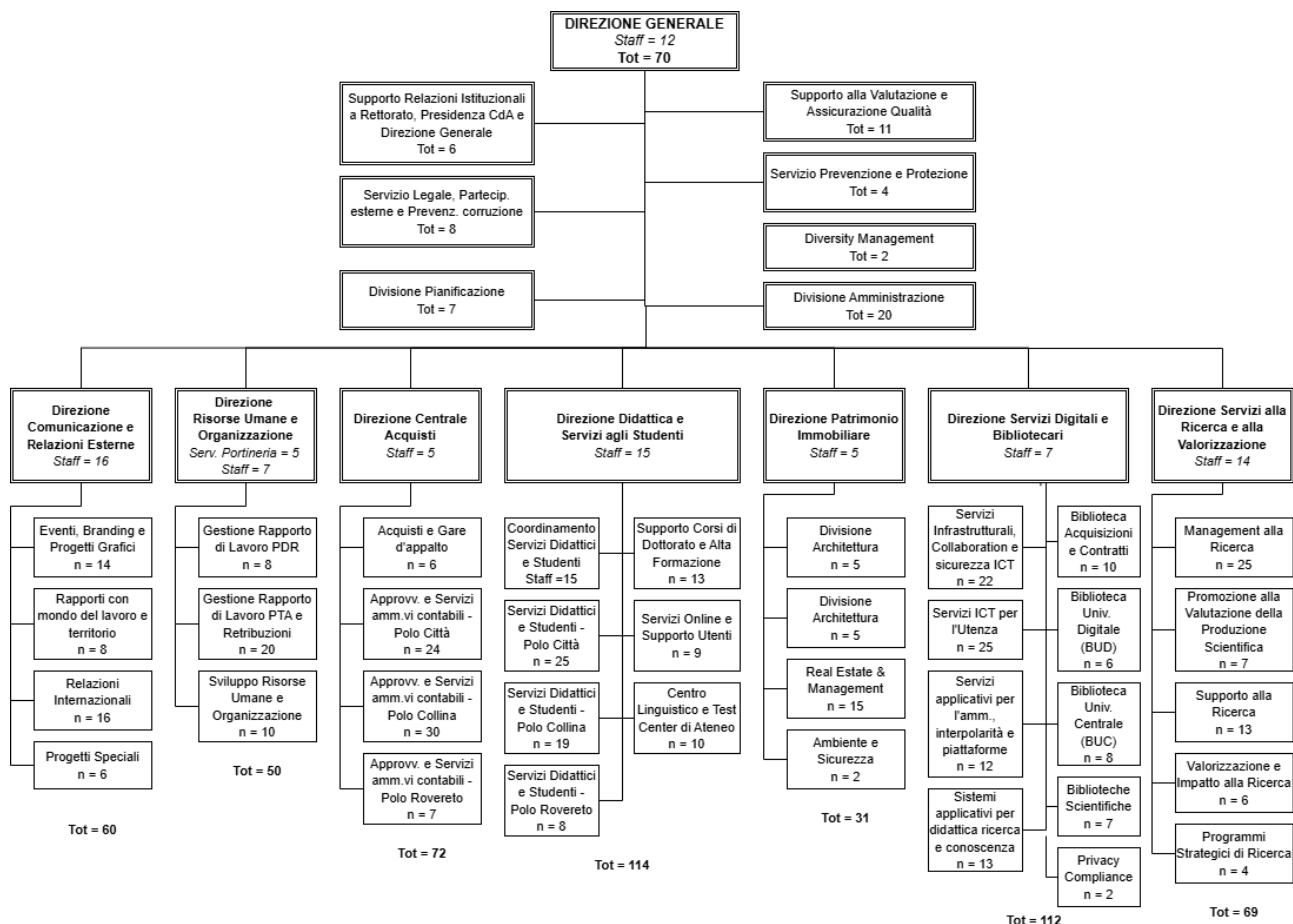 DIREZIONE GENERALE
Staff = 12
Tot = 70
Supporto Relazioni Istituzionali
a Rettorato, Presidenza CdA e
Direzione Generale
Tot = 6
Supporto alla Valutazione e
Assicurazione Qualità
Tot = 11
Servizio Legale, Partecip.
esterne e Prevenz. corruzione
Tot = 8
Servizio Prevenzione e Protezione
Tot = 4
Diversity Management
Tot = 2
Divisione Pianificazione
Tot = 7
Divisione Amministrazione
Tot = 20
Direzione
Comunicazione e
Relazioni Esterne
Staff = 16
Eventi, Branding e
Progetti Grafici
n = 14
Rapporti con
mondo del lavoro e
territorio
n = 8
Relazioni
Internazionali
n = 16
Progetti Speciali
n = 6
Tot = 60
Direzione
Risorse Umane e
Organizzazione
Serv. Portineria = 5
Staff = 7
Gestione Rapporto
di Lavoro PDR
n = 8
Gestione Rapporto
di Lavoro PTA e
Retribuzioni
n = 20
Sviluppo Risorse
Umane e
Organizzazione
n = 10
Tot = 50
Direzione Centrale
Acquisti
Staff = 5
Acquisti e Gare
d'appalto
n = 6
Approvv. e Servizi
amm.vi contabili -
Polo Città
n = 24
Approvv. e Servizi
amm.vi contabili -
Polo Collina
n = 30
Approvv. e Servizi
amm.vi contabili -
Polo Rovereto
n = 7
Tot = 72
Direzione Didattica e
Servizi agli Studenti
Staff = 15
Coordinamento
Servizi Didattici
e Studenti
Staff =15
Servizi Didattici
e Studenti -
Polo Città
n = 25
Servizi Didattici
e Studenti -
Polo Collina
n = 19
Servizi Didattici
e Studenti -
Polo Rovereto
n = 8
Supporto Corsi di
Dottorato e Alta
Formazione
n = 13
Servizi Online e
Supporto Utenti
n = 9
Centro
Linguistico e Test
Center di Ateneo
n = 10
Tot = 114
Direzione Patrimonio
Immobiliare
Staff = 5
Divisione
Architettura
n = 5
Divisione
Architettura
n = 5
Real Estate &
Management
n = 15
Ambiente e
Sicurezza
n = 2
Tot = 31
Direzione Servizi Digitali e
Bibliotecari
Staff = 7
Servizi
Infrastrutturali,
Collaboration e
sicurezza ICT
n = 22
Servizi ICT per
l'Utenza
n = 25
Servizi
applicativi per
l'amm.,
interpolarità e
piattaforme
n = 12
Sistemi
applicativi per
didattica ricerca
e conoscenza
n = 13
Biblioteca
Acquisizioni
e Contratti
n = 10
Biblioteca
Univ.
Digitale
(BUD)
n = 6
Biblioteca
Univ.
Centrale
(BUC)
n = 8
Biblioteche
Scientifiche
n = 7
Privacy
Compliance
n = 2
Tot = 112
Direzione Servizi alla
Ricerca e alla
Valorizzazione
Staff = 14
Management alla
Ricerca
n = 25
Promozione alla
Valutazione della
Produzione
Scientifica
n = 7
Supporto alla
Ricerca
n = 13
Valorizzazione e
Impatto alla Ricerca
n = 6
Programmi
Strategici di Ricerca
n = 4
Tot = 69